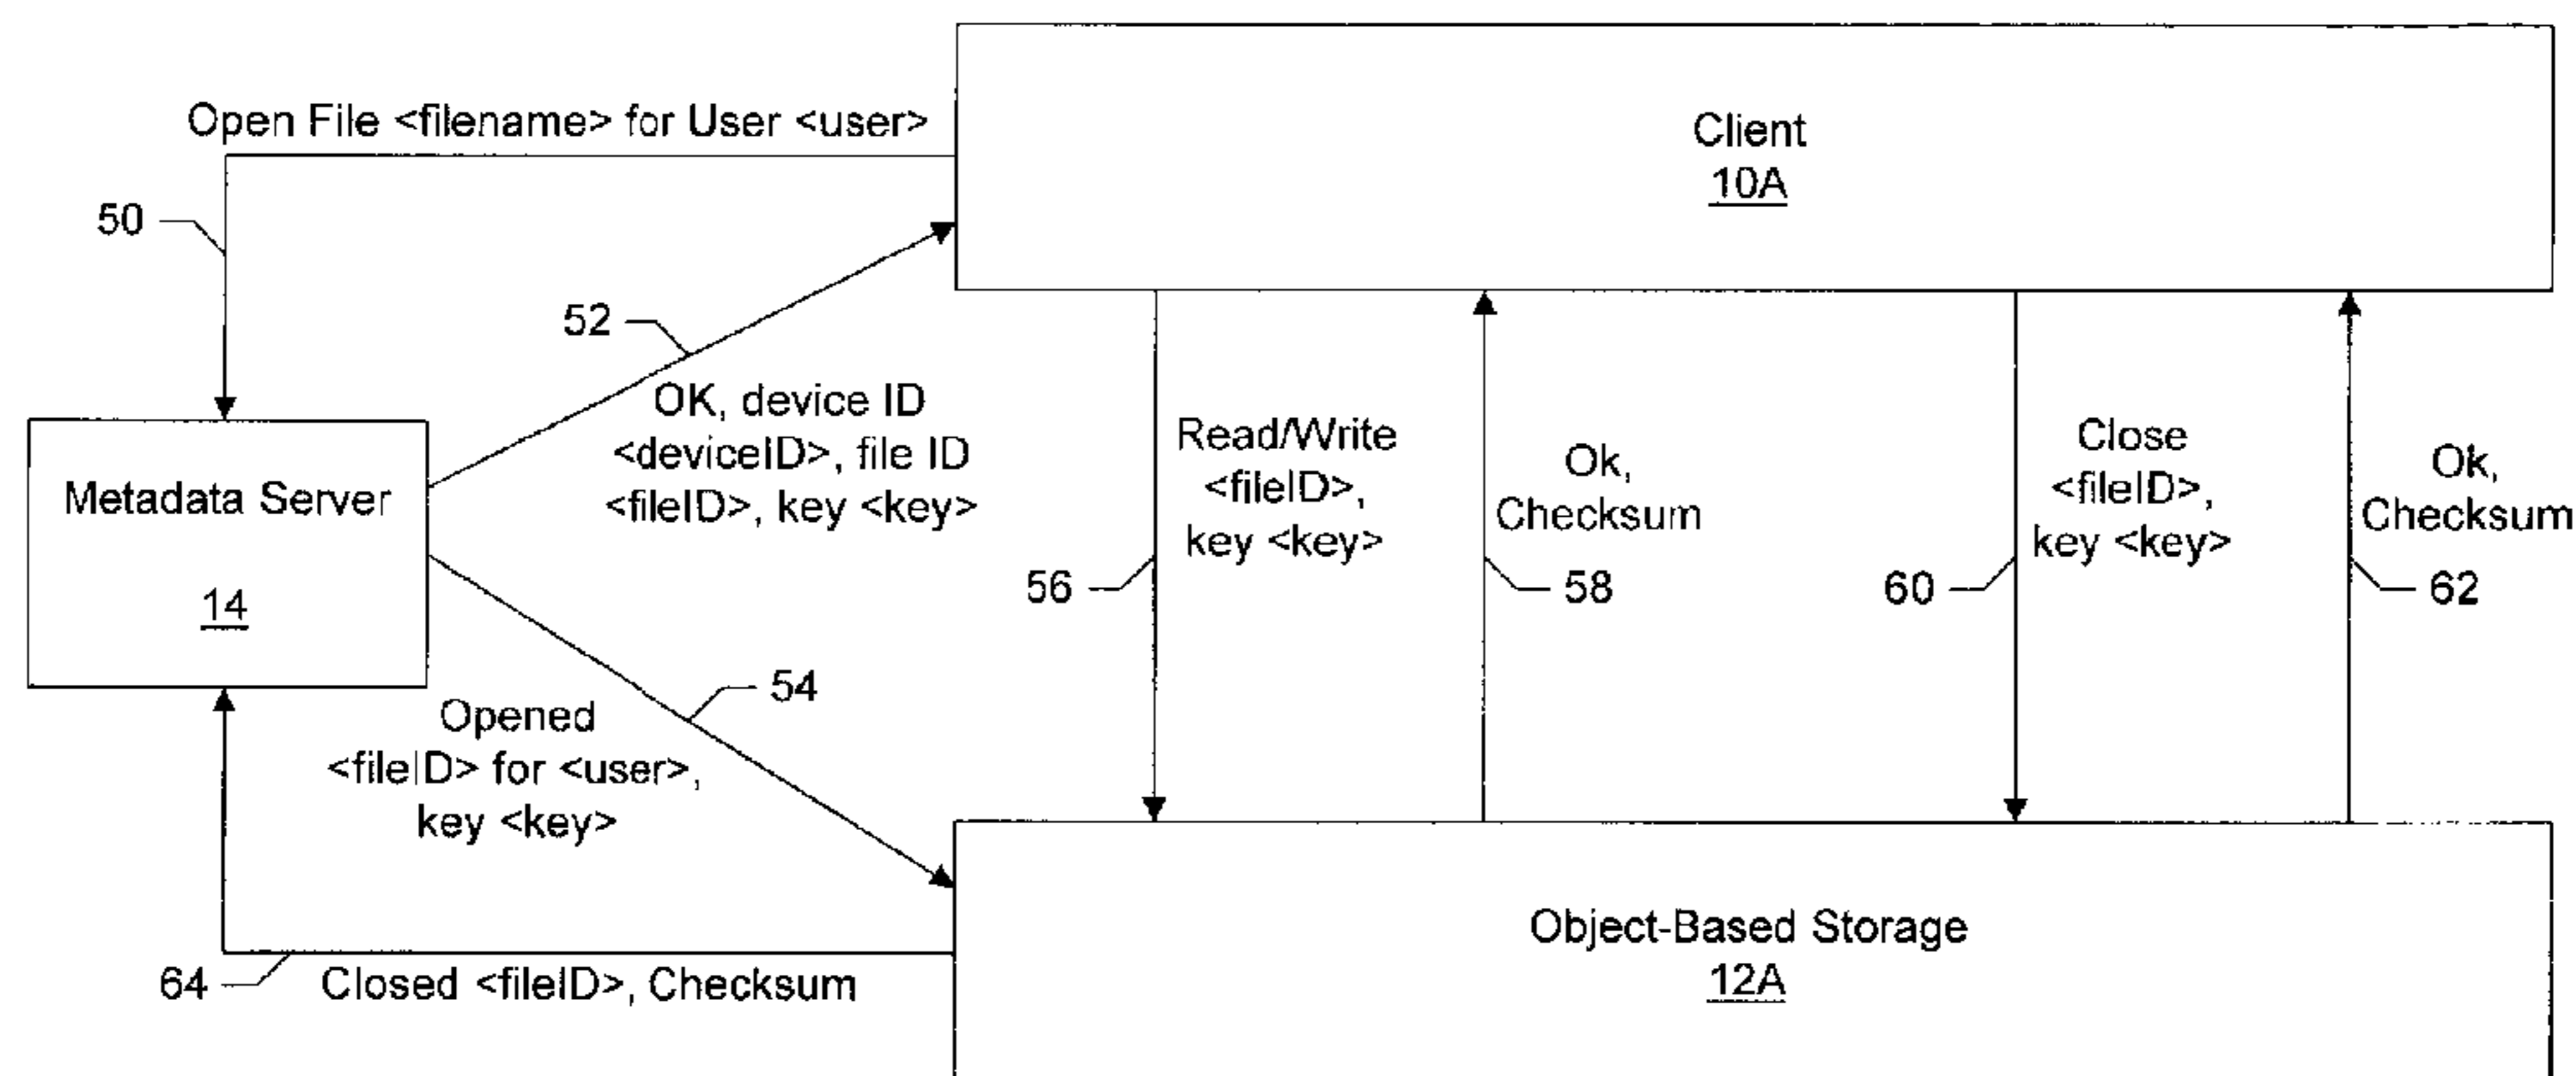 Client
10A
Open File <filename> for User <user>
50
52
OK, device ID
<deviceID>, file ID
<fileID>, key <key>
Metadata Server
14
Read/Write
<fileID>,
key <key>
56
Ok,
Checksum
58
Close
<fileID>,
key <key>
60
Ok,
Checksum
62
54
Opened
<fileID> for <user>,
key <key>
64
Closed <fileID>, Checksum
Object-Based Storage
12A